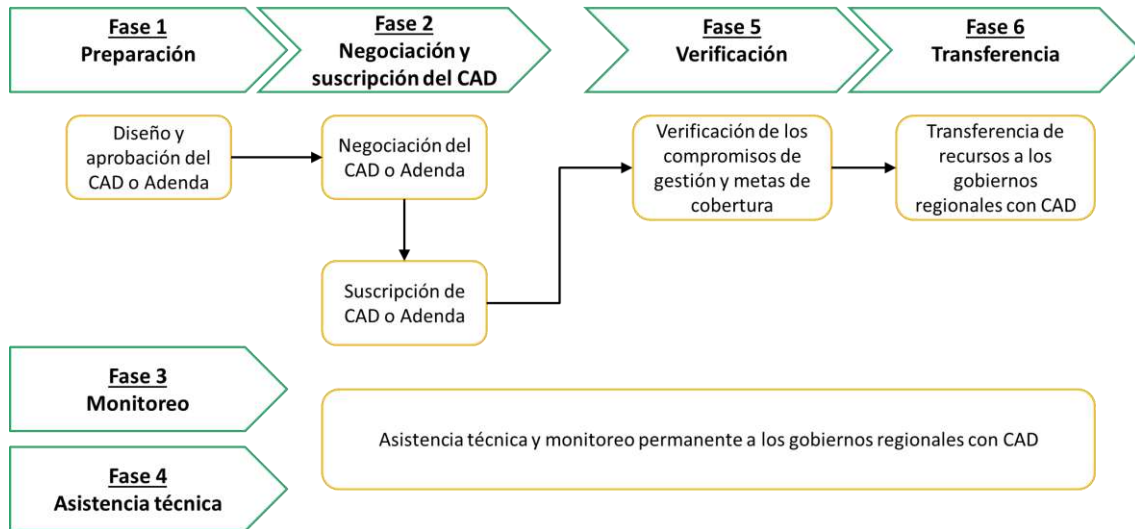 Fase 1
Preparación
Fase 2
Negociación y
suscripción del CAD
Fase 5
Verificación
Fase 6
Transferencia
Diseño y
aprobación del
CAD o Adenda
Negociación del
CAD o Adenda
Verificación de los
compromisos de
gestión y metas de
cobertura
Transferencia de
recursos a los
gobiernos
regionales con CAD
Suscripción de
CAD o Adenda
Fase 3
Monitoreo
Asistencia técnica y monitoreo permanente a los gobiernos regionales con CAD
Fase 4
Asistencia técnica